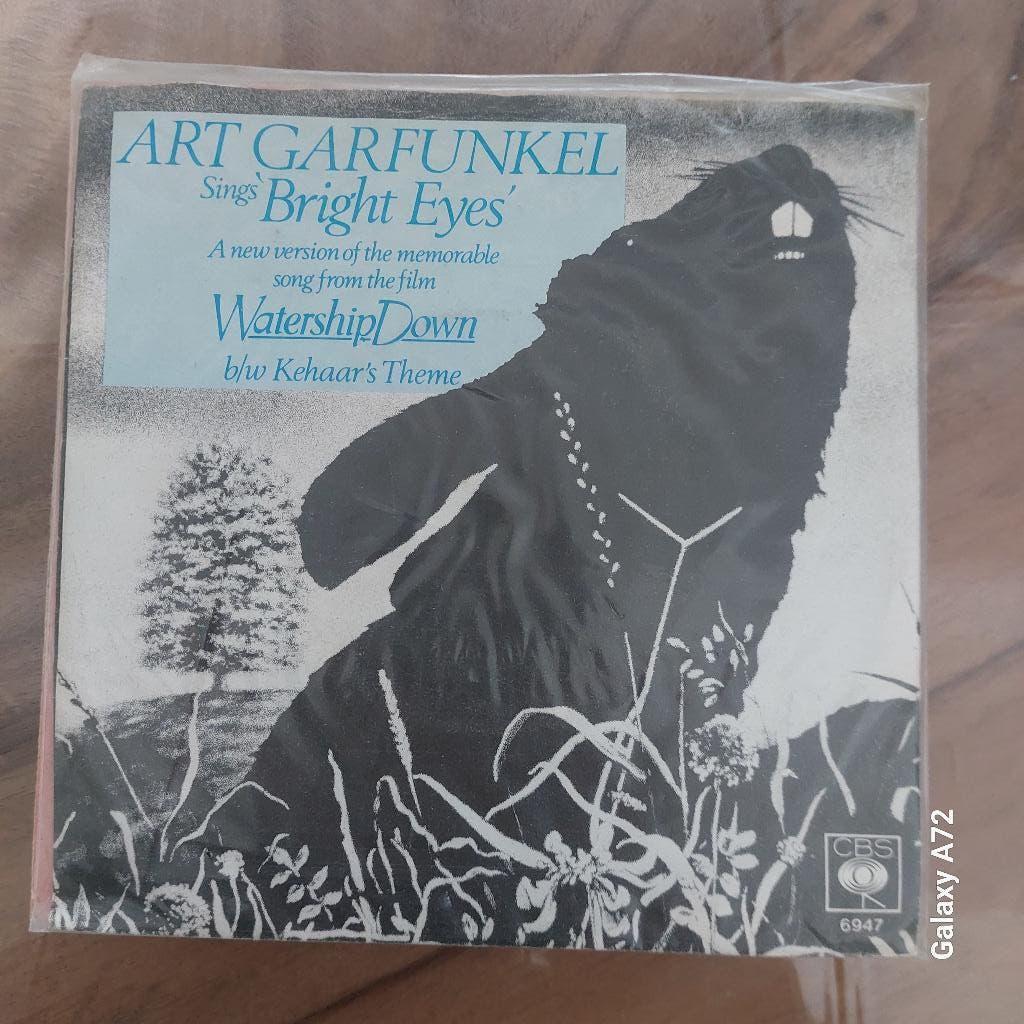 ART GARFUNKEL
Sings 'Bright Eyes'
A new version of the memorable
song from the film
Watership Down
b/w Kehaar's Theme
CBS
6947
Galaxy A72